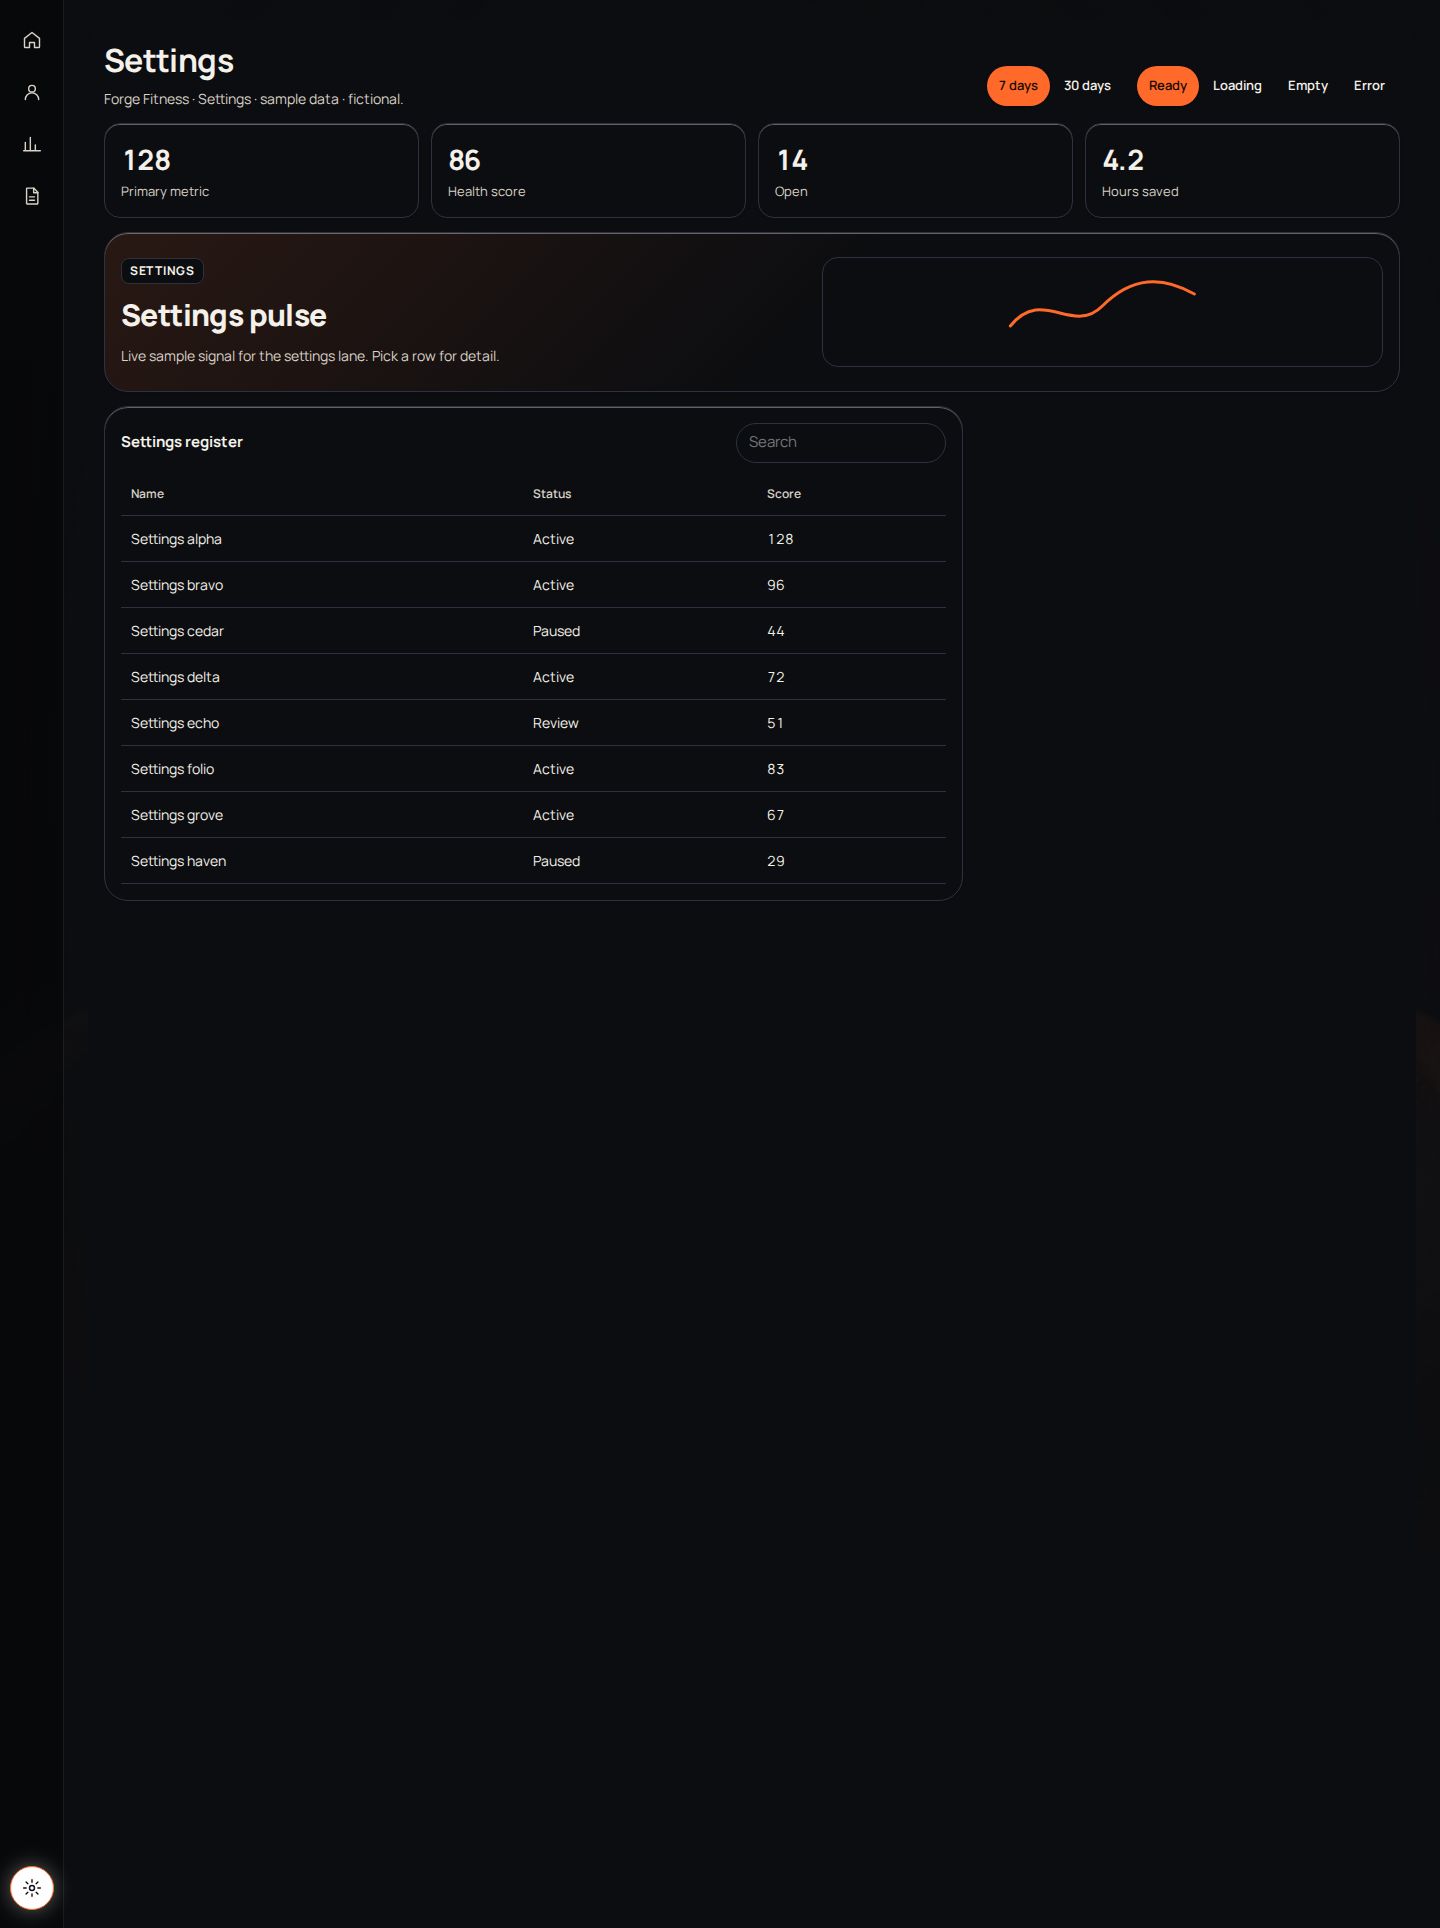 Settings
Forge Fitness · Settings · sample data · fictional.
7 days 30 days Ready Loading Empty Error
128 86 14 4.2
Primary metric Health score Open Hours saved
SETTINGS
Settings pulse
Live sample signal for the settings lane. Pick a row for detail.
Settings register Search
Name Status Score
Settings alpha Active 128
Settings bravo Active 96
Settings cedar Paused 44
Settings delta Active 72
Settings echo Review 51
Settings folio Active 83
Settings grove Active 67
Settings haven Paused 29